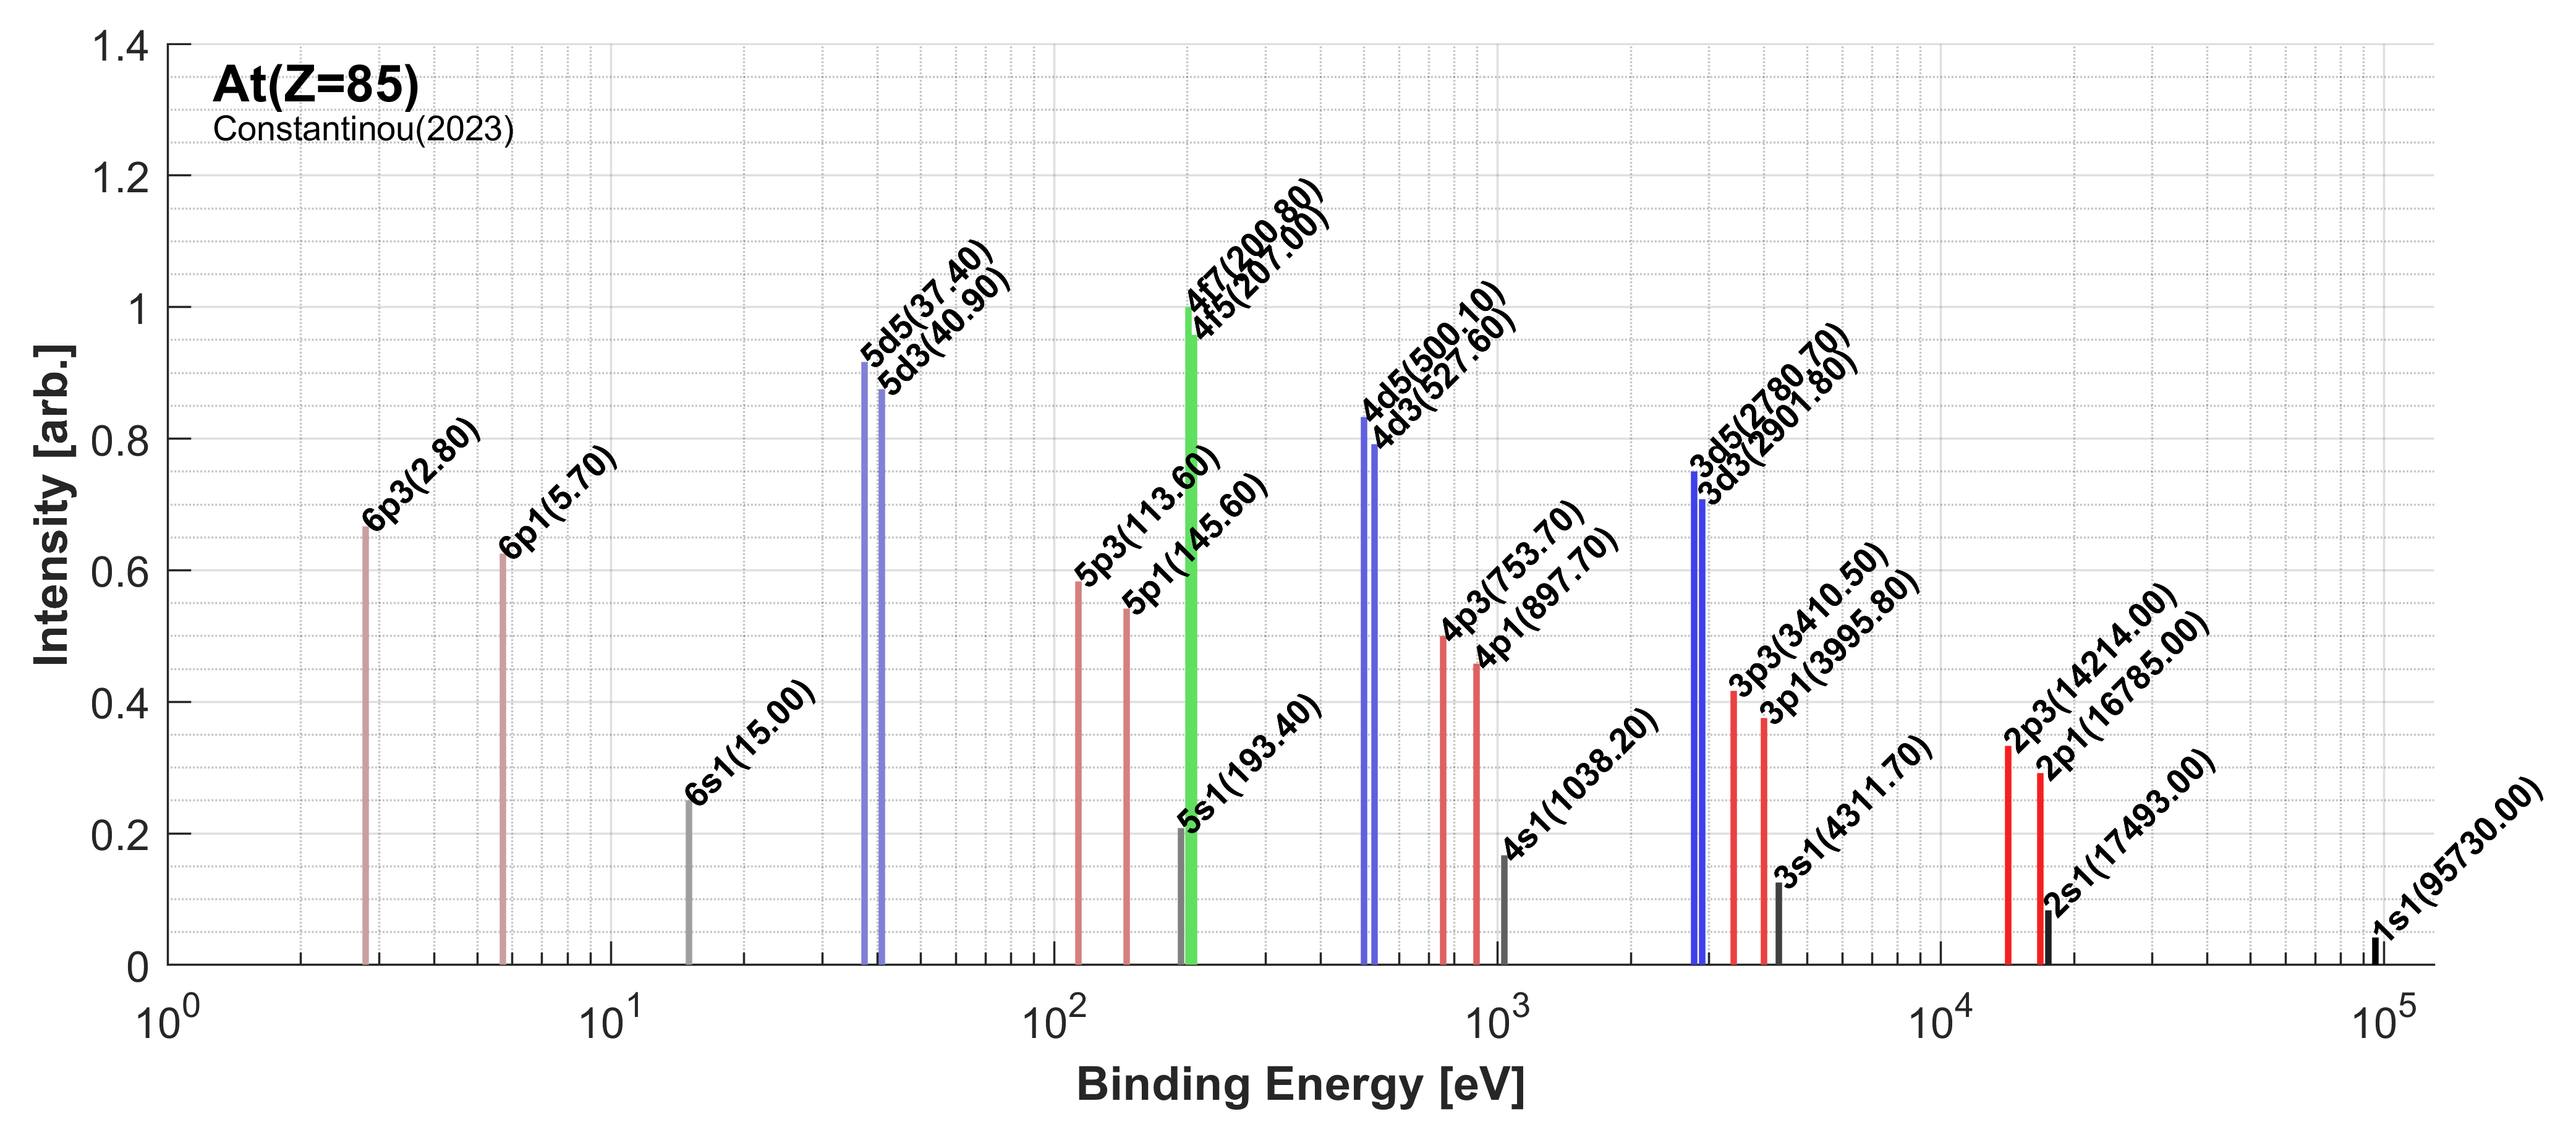 At(Z=85)
Constantinou(2023)
Intensity [arb.]
1.4
1.2
1
0.8
0.6
0.4
0.2
0
6p3(2.80)
6p1(5.70)
6s1(15.00)
5d5(37.40)
5d3(40.90)
5p3(113.60)
5p1(145.60)
5s1(193.40)
4f7(200.80)
4f5(207.00)
4d5(500.10)
4d3(527.60)
4p3(753.70)
4p1(897.70)
4s1(1038.20)
3d5(2780.70)
3d3(2901.80)
3p3(3410.50)
3p1(3995.80)
3s1(4311.70)
2p3(14214.00)
2p1(16785.00)
2s1(17493.00)
1s1(95730.00)
10^0 10^1 10^2 10^3 10^4 10^5
Binding Energy [eV]